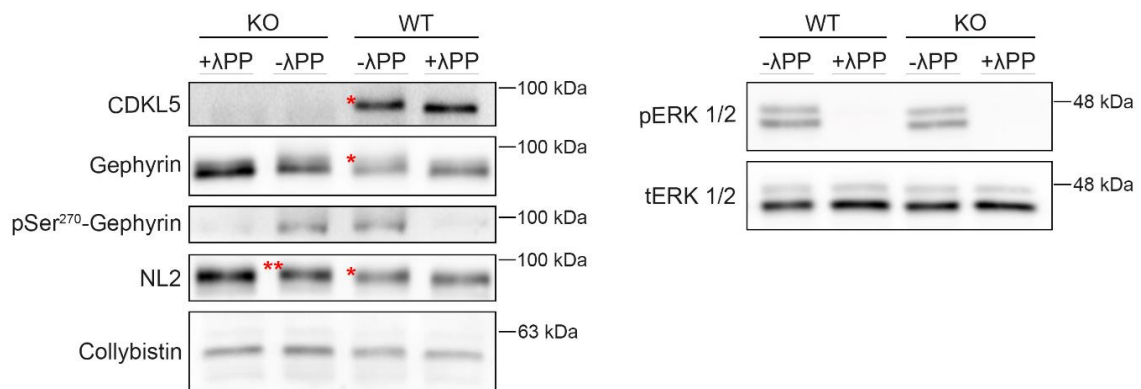 KO WT
+λPP -λPP -λPP +λPP
CDKL5 * 100 kDa
Gephyrin * 100 kDa
pSer²⁷⁰-Gephyrin 100 kDa
NL2 ** * 100 kDa
Collybistin 63 kDa
WT KO
-λPP +λPP -λPP +λPP
pERK 1/2 48 kDa
tERK 1/2 48 kDa